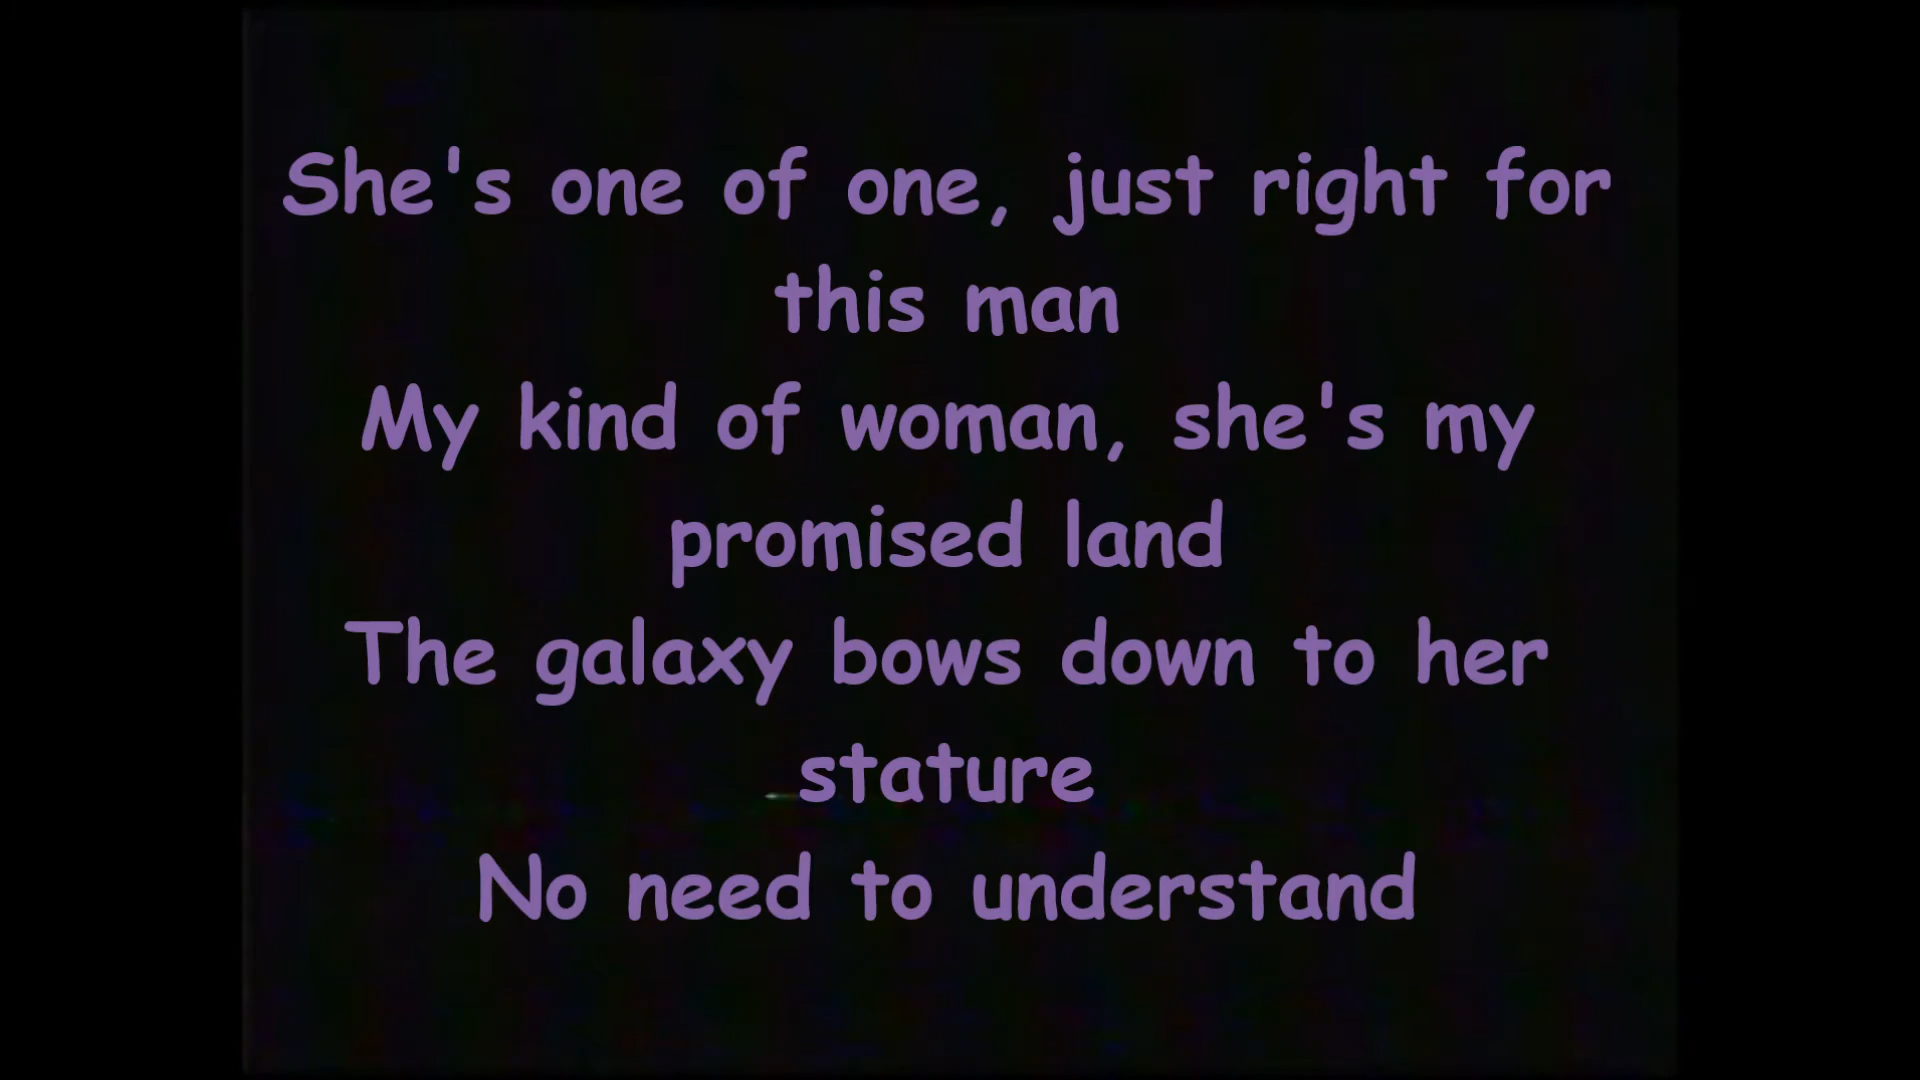 She's one of one, just right for
this man
My kind of woman, she's my
promised land
The galaxy bows down to her
stature
No need to understand